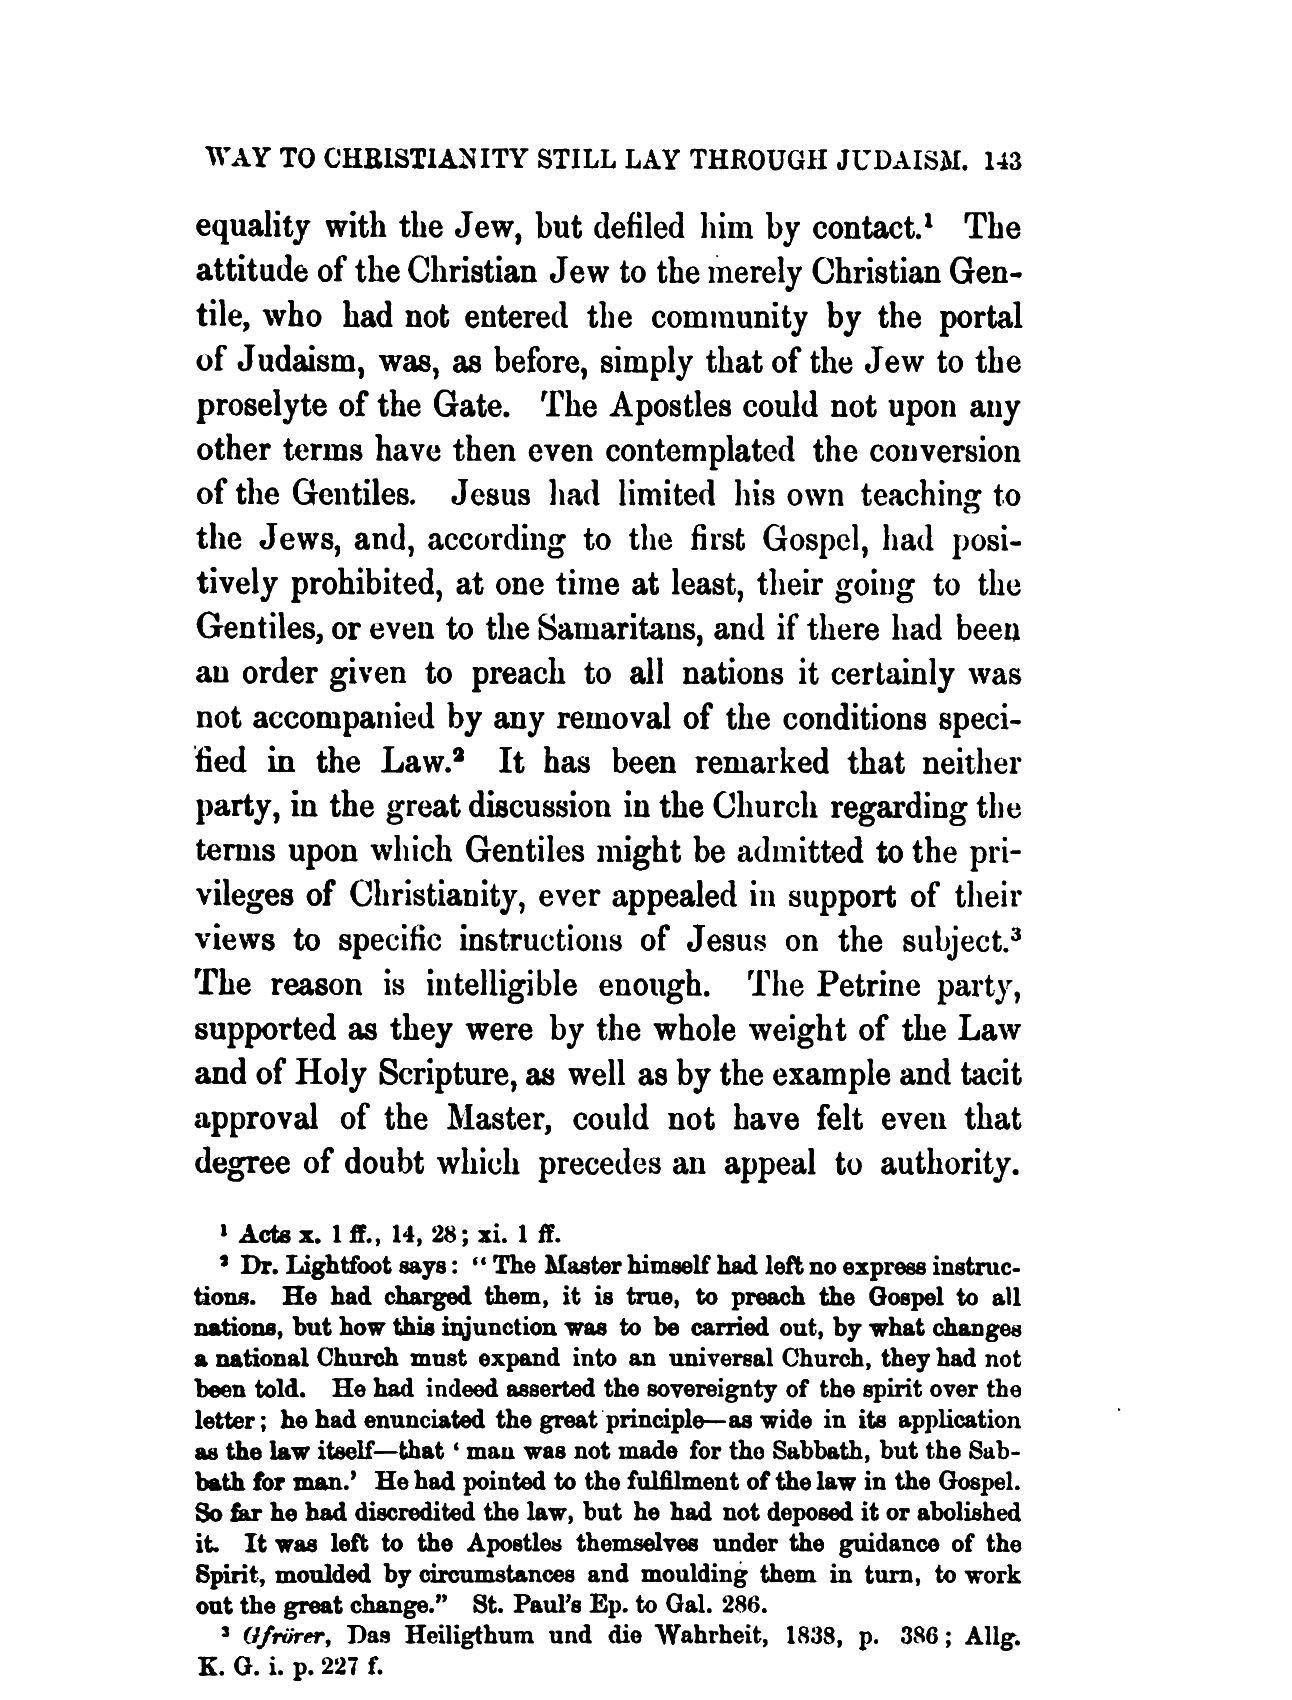 WAY TO CHRISTIANITY STILL LAY THROUGH JUDAISM. 143
equality with the Jew, but defiled him by contact.¹ The
attitude of the Christian Jew to the merely Christian Gen-
tile, who had not entered the community by the portal
of Judaism, was, as before, simply that of the Jew to the
proselyte of the Gate. The Apostles could not upon any
other terms have then even contemplated the conversion
of the Gentiles. Jesus had limited his own teaching to
the Jews, and, according to the first Gospel, had posi-
tively prohibited, at one time at least, their going to the
Gentiles, or even to the Samaritans, and if there had been
an order given to preach to all nations it certainly was
not accompanied by any removal of the conditions speci-
fied in the Law.² It has been remarked that neither
party, in the great discussion in the Church regarding the
terms upon which Gentiles might be admitted to the pri-
vileges of Christianity, ever appealed in support of their
views to specific instructions of Jesus on the subject.³
The reason is intelligible enough. The Petrine party,
supported as they were by the whole weight of the Law
and of Holy Scripture, as well as by the example and tacit
approval of the Master, could not have felt even that
degree of doubt which precedes an appeal to authority.
¹ Acts x. 1 ff., 14, 28; xi. 1 ff.
² Dr. Lightfoot says: “The Master himself had left no express instruc-
tions. He had charged them, it is true, to preach the Gospel to all
nations, but how this injunction was to be carried out, by what changes
a national Church must expand into an universal Church, they had not
been told. He had indeed asserted the sovereignty of the spirit over the
letter; he had enunciated the great principle—as wide in its application
as the law itself—that ‘man was not made for the Sabbath, but the Sab-
bath for man.’ He had pointed to the fulfilment of the law in the Gospel.
So far he had discredited the law, but he had not deposed it or abolished
it. It was left to the Apostles themselves under the guidance of the
Spirit, moulded by circumstances and moulding them in turn, to work
out the great change.” St. Paul’s Ep. to Gal. 286.
³ Gfrörer, Das Heiligthum und die Wahrheit, 1838, p. 386; Allg.
K. G. i. p. 227 f.